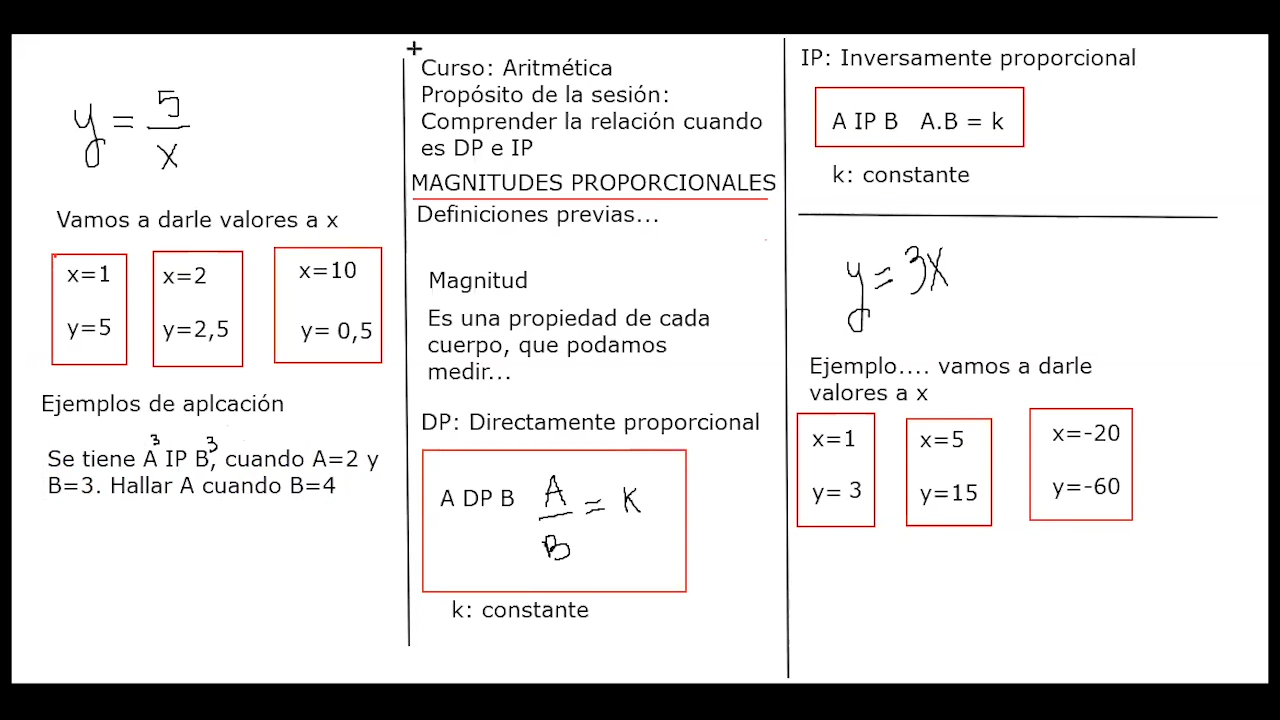 y = 5/x
Vamos a darle valores a x
x=1
y=5
x=2
y=2,5
x=10
y= 0,5
Ejemplos de aplcación
Se tiene A³ IP B³, cuando A=2 y
B=3. Hallar A cuando B=4
Curso: Aritmética
Propósito de la sesión:
Comprender la relación cuando
es DP e IP
MAGNITUDES PROPORCIONALES
Definiciones previas...
Magnitud
Es una propiedad de cada
cuerpo, que podamos
medir...
DP: Directamente proporcional
A DP B A/B = K
k: constante
IP: Inversamente proporcional
A IP B A.B = k
k: constante
y = 3X
Ejemplo.... vamos a darle
valores a x
x=1
y= 3
x=5
y=15
x=-20
y=-60